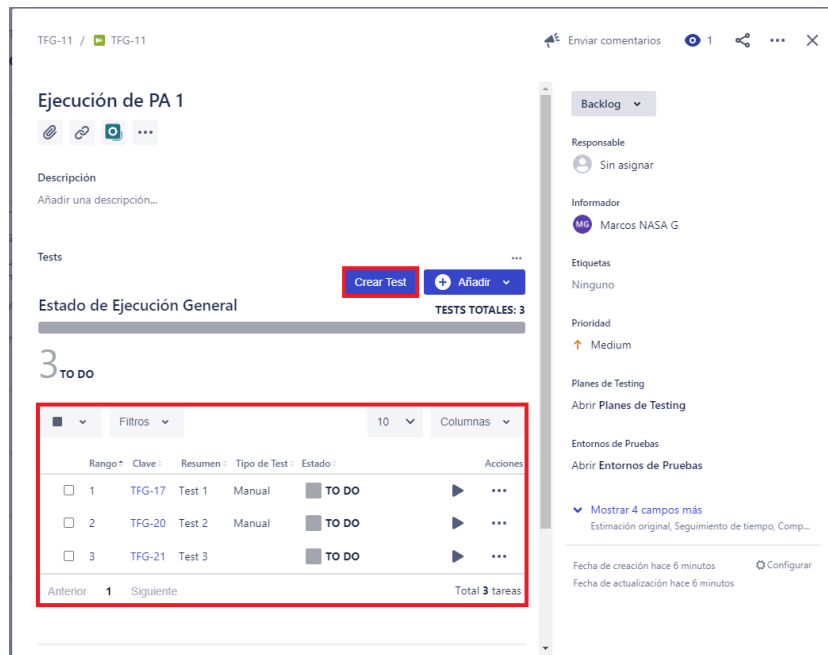 TFG-11 / TFG-11
Enviar comentarios 1
Ejecución de PA 1
Descripción
Añadir una descripción...
Tests
Crear Test Añadir
Estado de Ejecución General TESTS TOTALES: 3
3 TO DO
Filtros 10 Columnas
Rango Clave Resumen Tipo de Test Estado Acciones
1 TFG-17 Test 1 Manual TO DO
2 TFG-20 Test 2 Manual TO DO
3 TFG-21 Test 3 TO DO
Anterior 1 Siguiente Total 3 tareas
Backlog
Responsable
Sin asignar
Informador
MG Marcos NASA G
Etiquetas
Ninguno
Prioridad
Medium
Planes de Testing
Abrir Planes de Testing
Entornos de Pruebas
Abrir Entornos de Pruebas
Mostrar 4 campos más
Estimación original, Seguimiento de tiempo, Comp...
Fecha de creación hace 6 minutos Configurar
Fecha de actualización hace 6 minutos